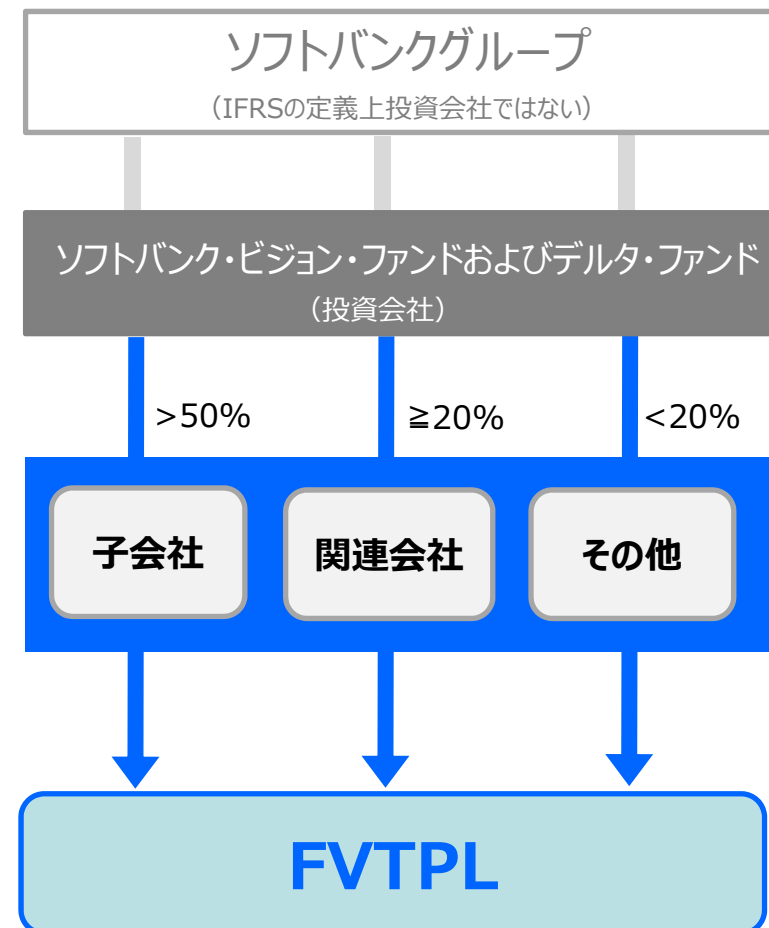 ソフトバンクグループ
（IFRSの定義上投資会社ではない）
ソフトバンク・ビジョン・ファンドおよびデルタ・ファンド
（投資会社）
>50%
≧20%
<20%
子会社
関連会社
その他
FVTPL